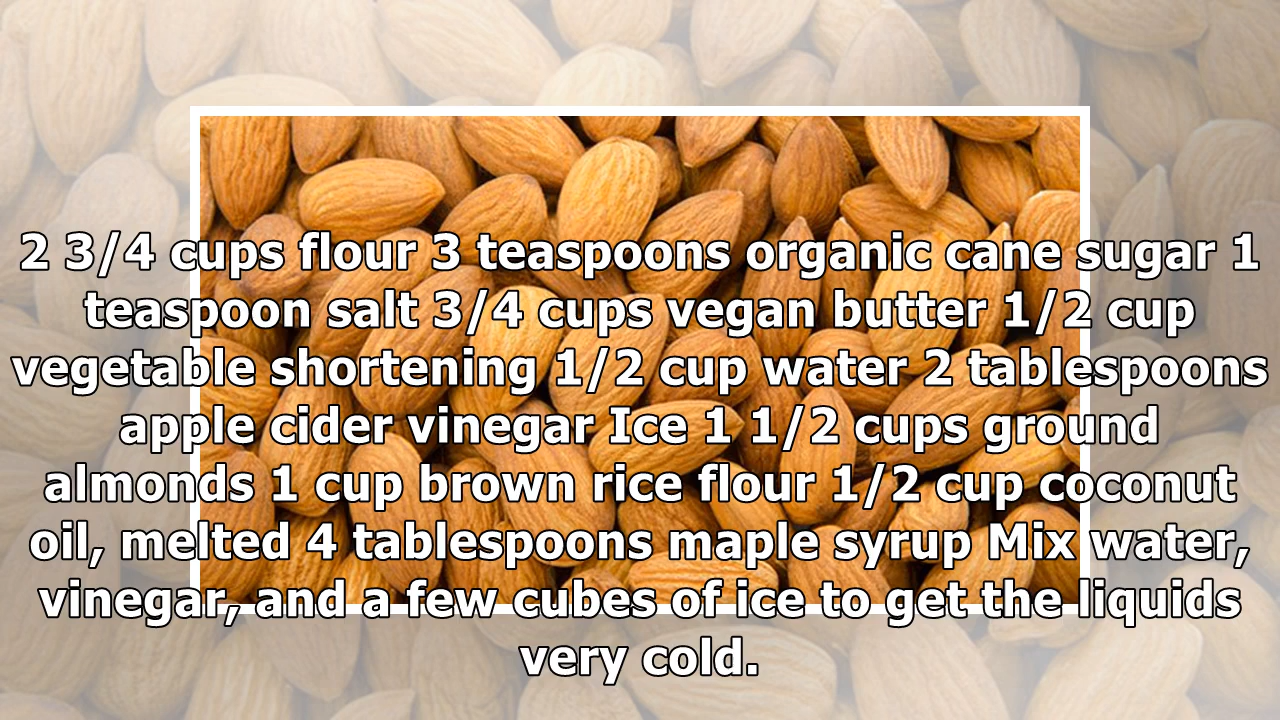 2 3/4 cups flour 3 teaspoons organic cane sugar 1
teaspoon salt 3/4 cups vegan butter 1/2 cup
vegetable shortening 1/2 cup water 2 tablespoons
apple cider vinegar Ice 1 1/2 cups ground
almonds 1 cup brown rice flour 1/2 cup coconut
oil, melted 4 tablespoons maple syrup Mix water,
vinegar, and a few cubes of ice to get the liquids
very cold.